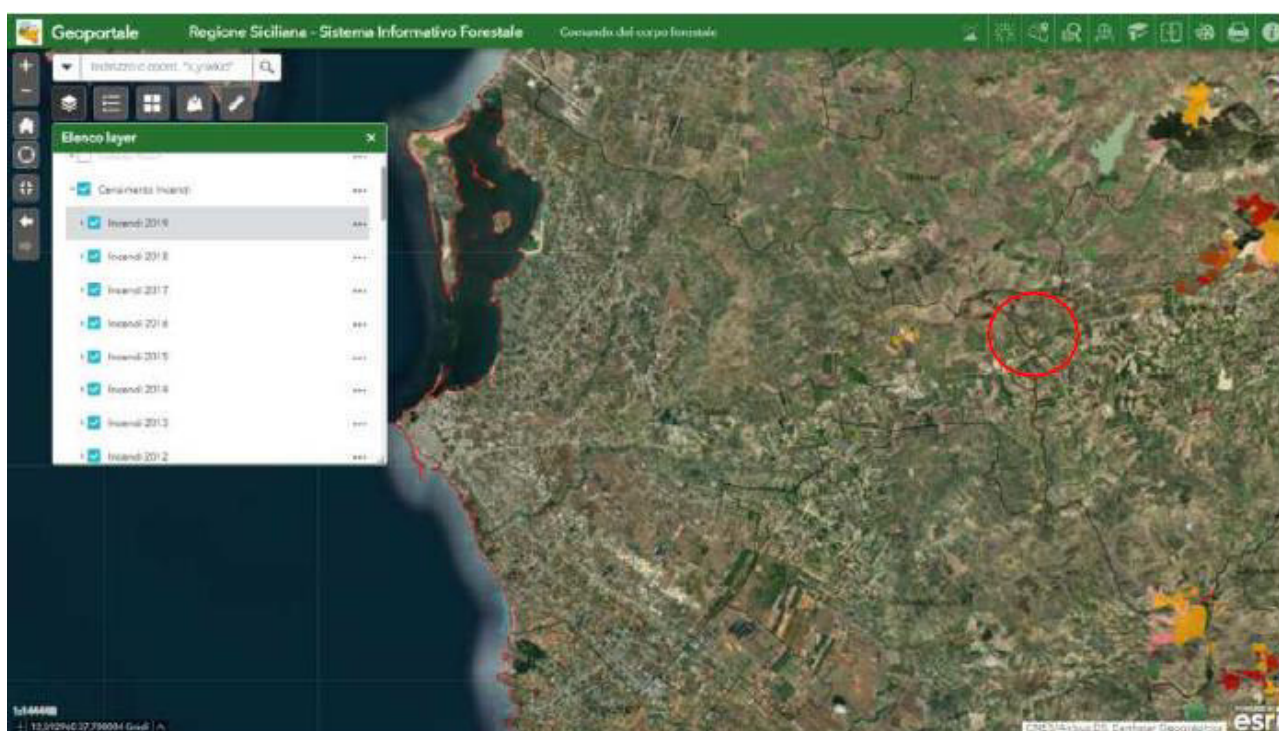 Geoportale Regione Siciliana - Sistema Informativo Forestale Comando del corpo forestale
Elenco layer
Censimento Incendi
Incendi 2019
Incendi 2018
Incendi 2017
Incendi 2016
Incendi 2015
Incendi 2014
Incendi 2013
Incendi 2012
esri